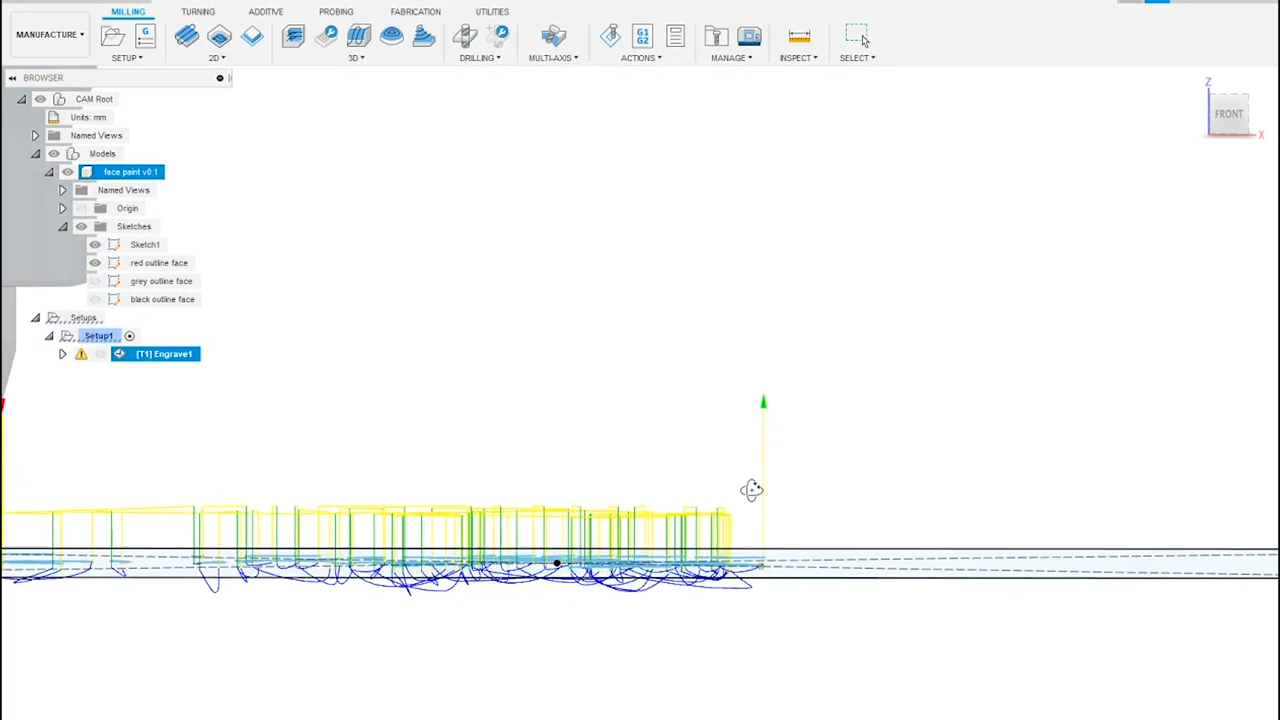 MILLING TURNING ADDITIVE PROBING FABRICATION UTILITIES
MANUFACTURE
G
G1
G2
SETUP 2D 3D DRILLING MULTI-AXIS ACTIONS MANAGE INSPECT SELECT
BROWSER
CAM Root
Units: mm
Named Views
Models
face paint v0:1
Named Views
Origin
Sketches
Sketch1
red outline face
grey outline face
black outline face
Setups
Setup1
[T1] Engrave1
Z
FRONT
X